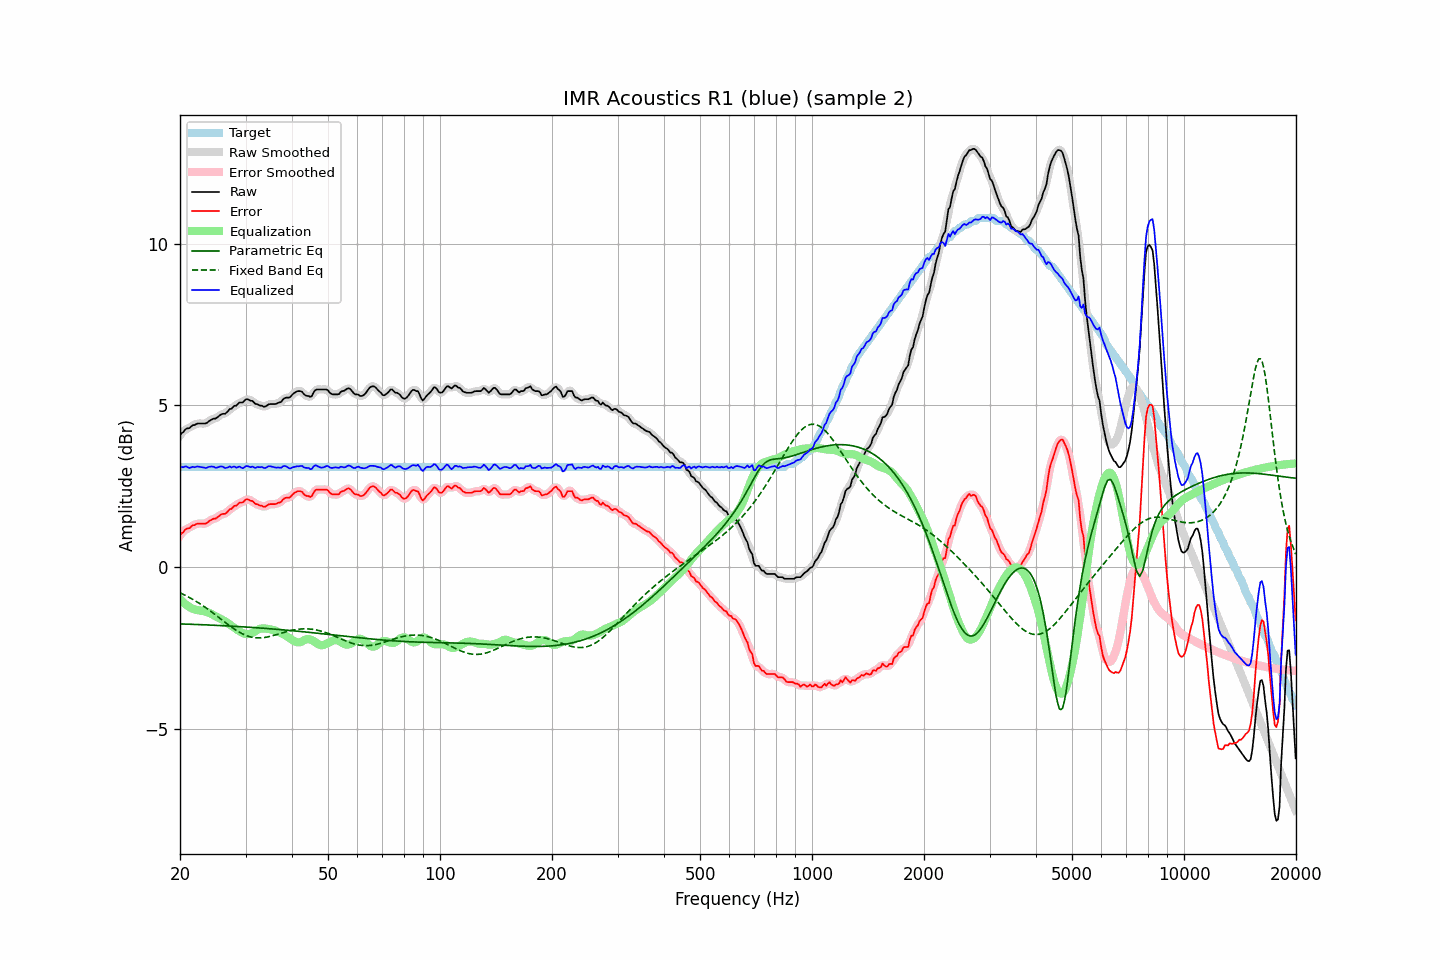 IMR Acoustics R1 (blue) (sample 2)
Target
Raw Smoothed
Error Smoothed
Raw
Error
Equalization
Parametric Eq
Fixed Band Eq
Equalized
Amplitude (dBr)
10
5
0
−5
20 50 100 200 500 1000 2000 5000 10000 20000
Frequency (Hz)